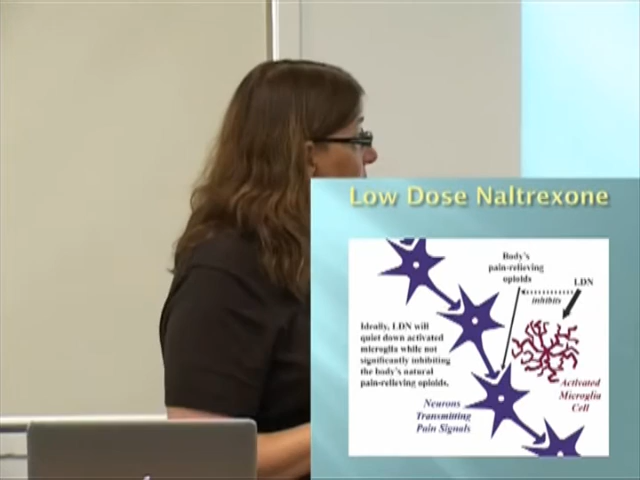 Low Dose Naltrexone
Body's
pain-relieving
opioids
LDN
inhibits
Ideally, LDN will
quiet down activated
microglia while not
significantly inhibiting
the body's natural
pain-relieving opioids.
Activated
Microglia
Cell
Neurons
Transmitting
Pain Signals